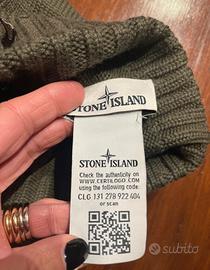 STONE ISLAND
STONE ISLAND
Check the authenticity on
WWW.CERTILOGO.COM
using the following code:
CLG 131 278 922 404
or scan
subito